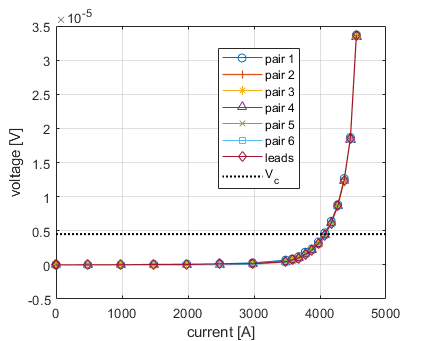 ×10⁻⁵
3.5
3
2.5
2
1.5
1
0.5
0
-0.5
voltage [V]
pair 1
pair 2
pair 3
pair 4
pair 5
pair 6
leads
V_c
0 1000 2000 3000 4000 5000
current [A]